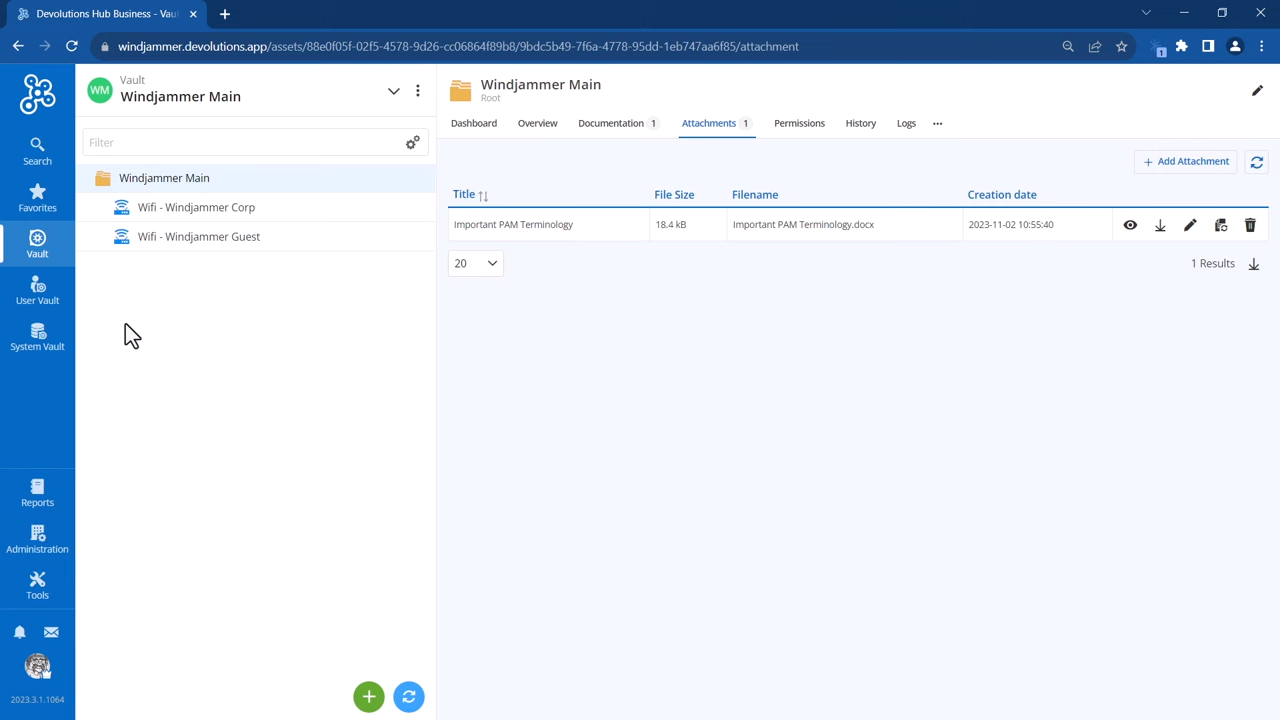 Devolutions Hub Business - Vau
windjammer.devolutions.app/assets/88e0f05f-02f5-4578-9d26-cc06864f89b8/9bdc5b49-7f6a-4778-95dd-1eb747aa6f85/attachment
1
Search
Favorites
Vault
User Vault
System Vault
Reports
Administration
Tools
2023.3.1.1064
WM
Vault
Windjammer Main
Filter
Windjammer Main
Wifi - Windjammer Corp
Wifi - Windjammer Guest
Windjammer Main
Root
Dashboard Overview Documentation 1 Attachments 1 Permissions History Logs
Add Attachment
Title File Size Filename Creation date
Important PAM Terminology 18.4 kB Important PAM Terminology.docx 2023-11-02 10:55:40
20 1 Results